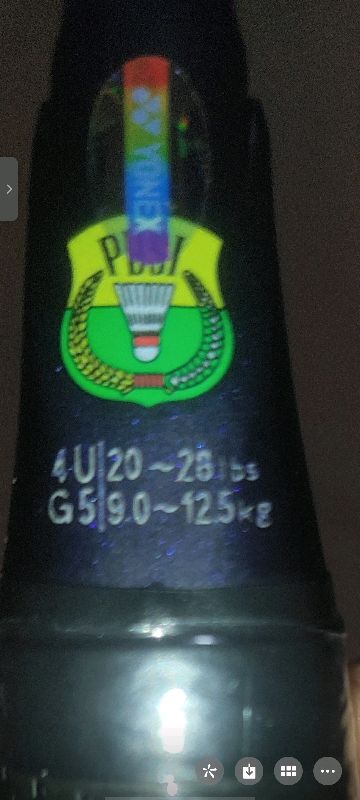 YONEX
PBSI
4U 20~28lbs
G5 9.0~12.5kg